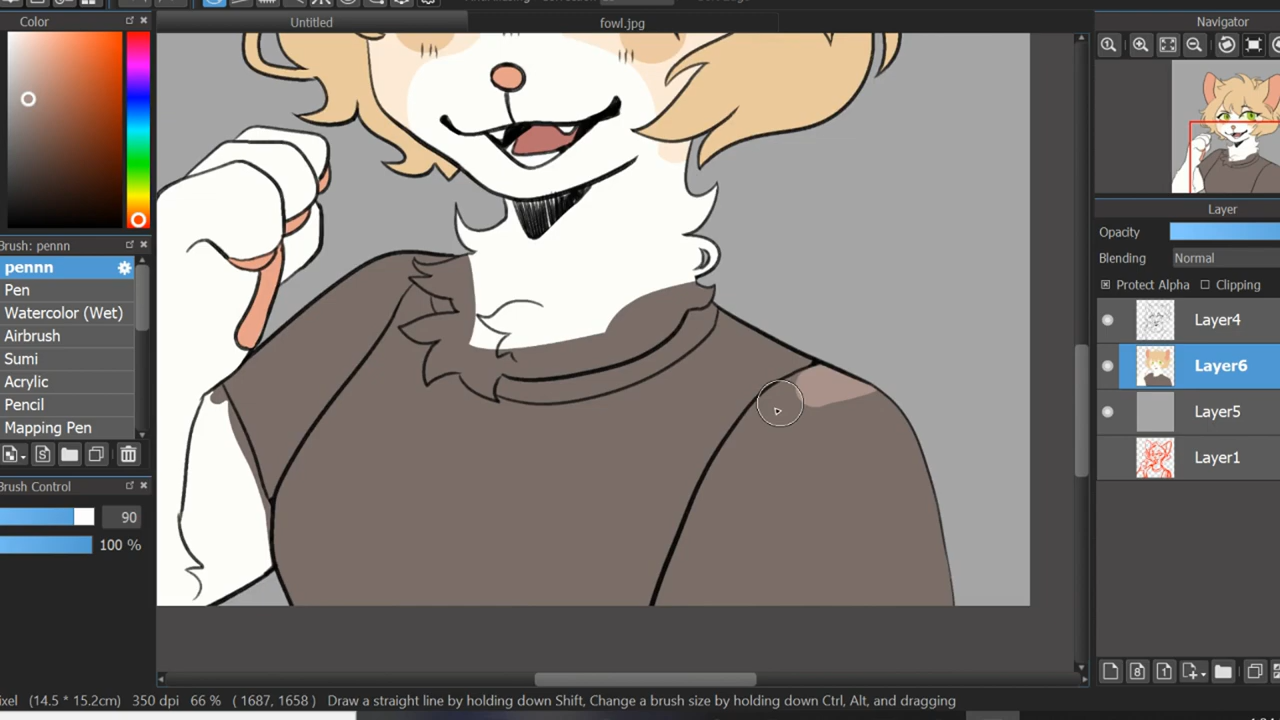 Untitled
fowl.jpg
Color
Navigator
Brush: pennn
pennn
Pen
Watercolor (Wet)
Airbrush
Sumi
Acrylic
Pencil
Mapping Pen
Brush Control
90
100 %
Layer
Opacity
Blending
Normal
Protect Alpha
Clipping
Layer4
Layer6
Layer5
Layer1
ixel (14.5 * 15.2cm) 350 dpi 66 % ( 1687, 1658 ) Draw a straight line by holding down Shift, Change a brush size by holding down Ctrl, Alt, and dragging